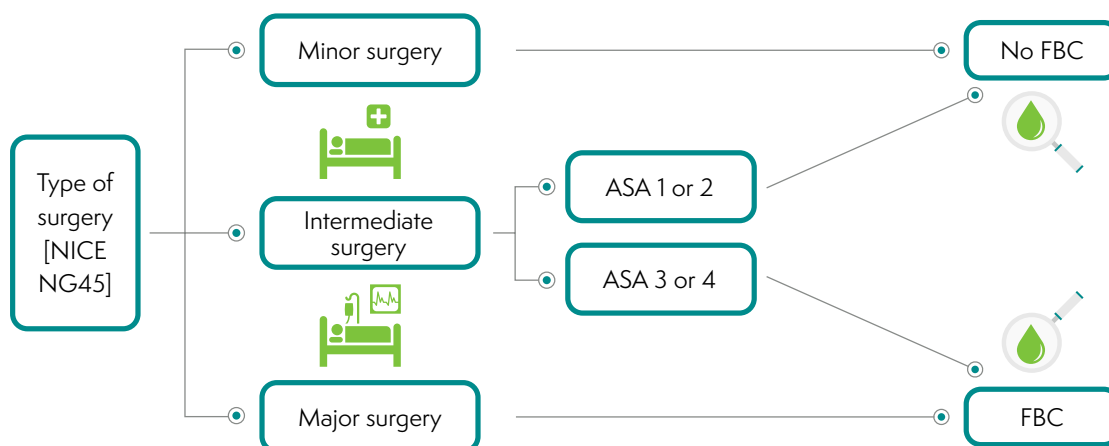 Type of
surgery
[NICE
NG45]
Minor surgery
Intermediate
surgery
Major surgery
ASA 1 or 2
ASA 3 or 4
No FBC
FBC